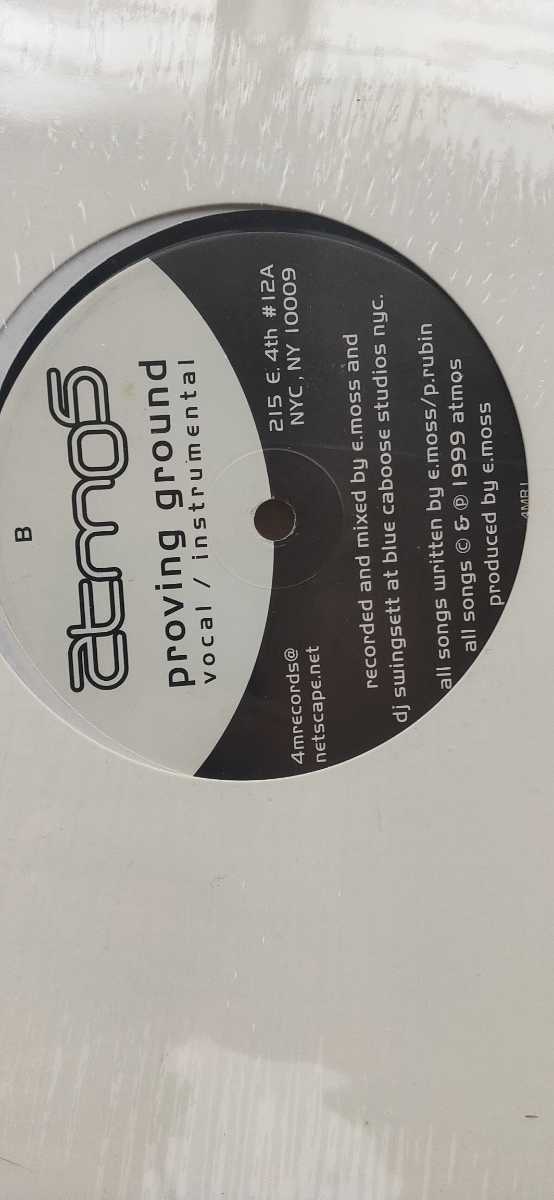 B
atmos
proving ground
vocal / instrumental
4mrecords@
netscape.net
215 E. 4th #12A
NYC, NY 10009
recorded and mixed by e.moss and
dj swingsett at blue caboose studios nyc.
all songs written by e.moss/p.rubin
all songs © & ℗ 1999 atmos
produced by e.moss
4MR1